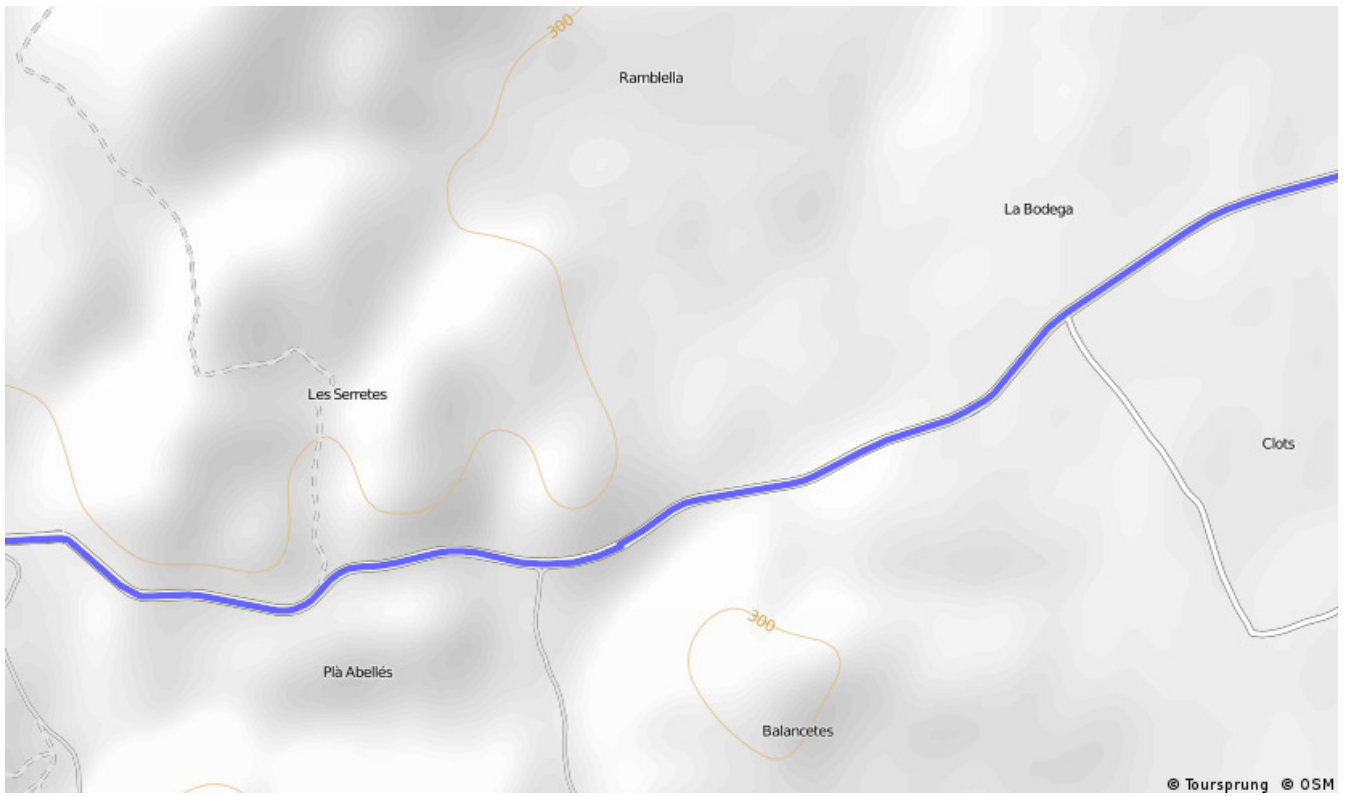 300
Ramblella
La Bodega
Les Serretes
Clots
300
Plà Abellés
Balancetes
© Toursprung © OSM